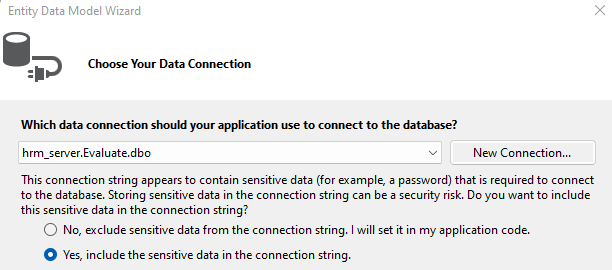 Entity Data Model Wizard
Choose Your Data Connection
Which data connection should your application use to connect to the database?
hrm_server.Evaluate.dbo
New Connection...
This connection string appears to contain sensitive data (for example, a password) that is required to connect
to the database. Storing sensitive data in the connection string can be a security risk. Do you want to include
this sensitive data in the connection string?
No, exclude sensitive data from the connection string. I will set it in my application code.
Yes, include the sensitive data in the connection string.